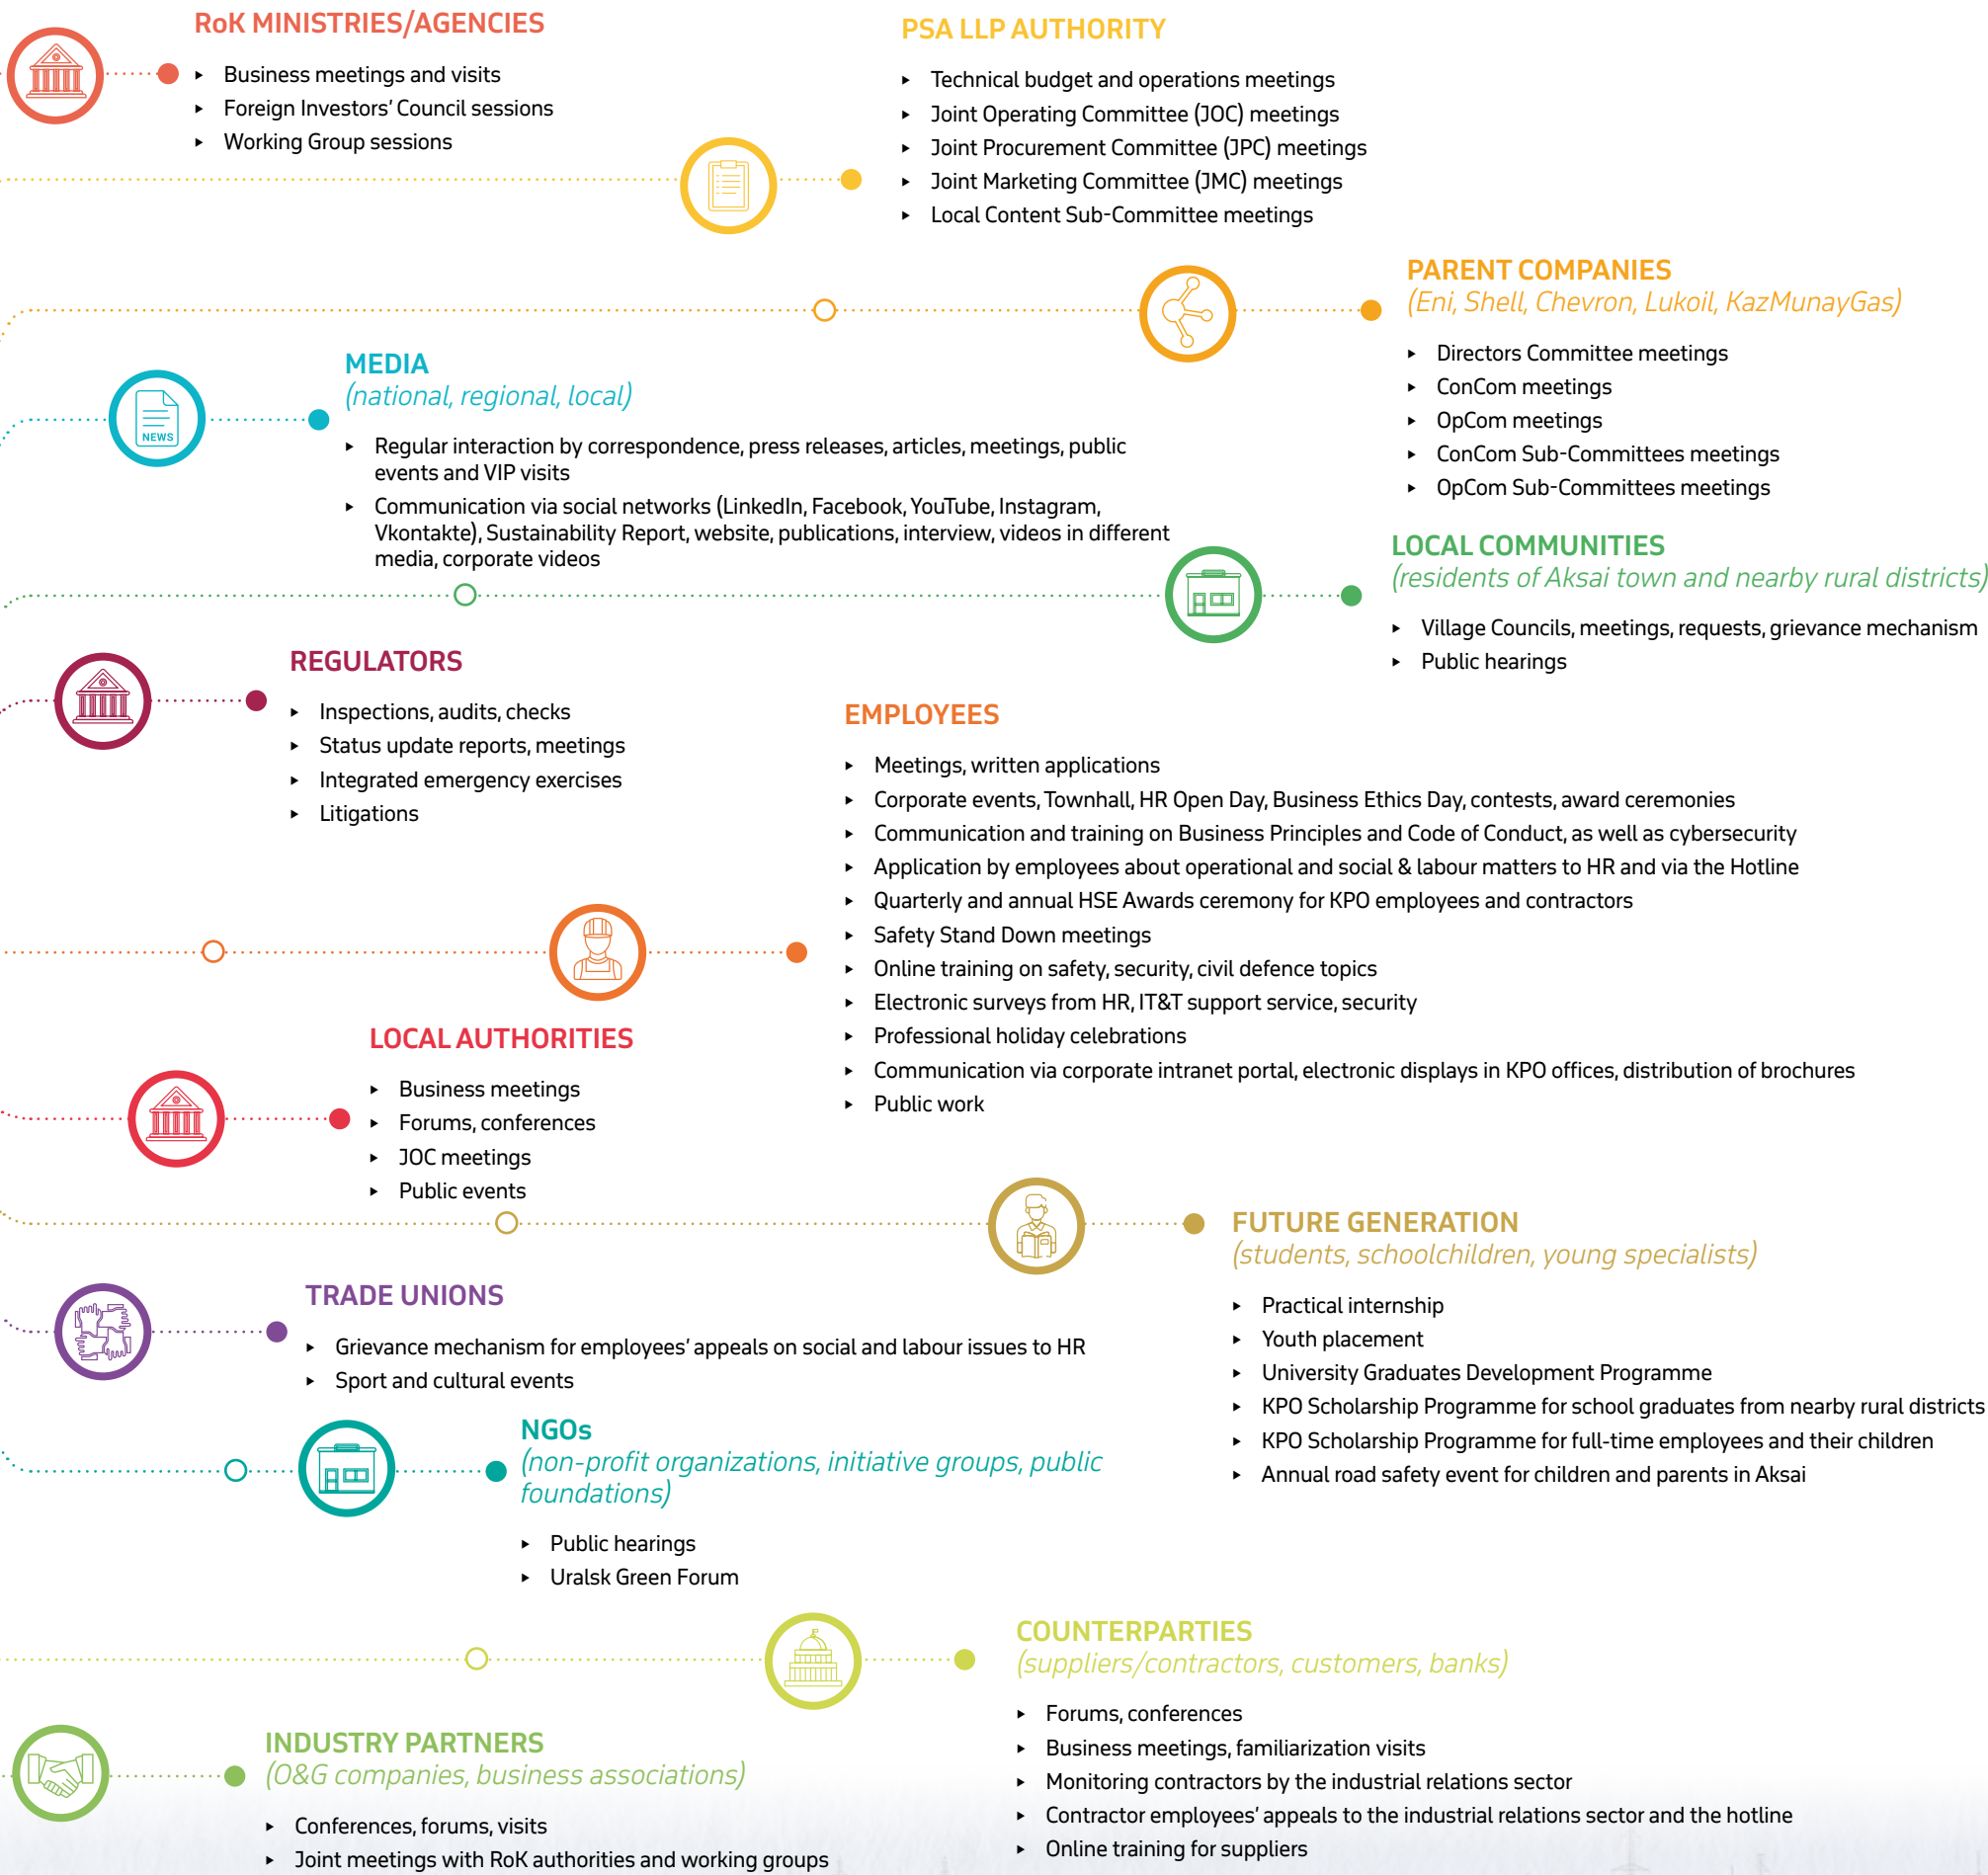 RoK MINISTRIES/AGENCIES
▸ Business meetings and visits
▸ Foreign Investors’ Council sessions
▸ Working Group sessions
PSA LLP AUTHORITY
▸ Technical budget and operations meetings
▸ Joint Operating Committee (JOC) meetings
▸ Joint Procurement Committee (JPC) meetings
▸ Joint Marketing Committee (JMC) meetings
▸ Local Content Sub-Committee meetings
PARENT COMPANIES
(Eni, Shell, Chevron, Lukoil, KazMunayGas)
▸ Directors Committee meetings
▸ ConCom meetings
▸ OpCom meetings
▸ ConCom Sub-Committees meetings
▸ OpCom Sub-Committees meetings
NEWS
MEDIA
(national, regional, local)
▸ Regular interaction by correspondence, press releases, articles, meetings, public
events and VIP visits
▸ Communication via social networks (LinkedIn, Facebook, YouTube, Instagram,
Vkontakte), Sustainability Report, website, publications, interview, videos in different
media, corporate videos
LOCAL COMMUNITIES
(residents of Aksai town and nearby rural districts)
▸ Village Councils, meetings, requests, grievance mechanism
▸ Public hearings
REGULATORS
▸ Inspections, audits, checks
▸ Status update reports, meetings
▸ Integrated emergency exercises
▸ Litigations
EMPLOYEES
▸ Meetings, written applications
▸ Corporate events, Townhall, HR Open Day, Business Ethics Day, contests, award ceremonies
▸ Communication and training on Business Principles and Code of Conduct, as well as cybersecurity
▸ Application by employees about operational and social & labour matters to HR and via the Hotline
▸ Quarterly and annual HSE Awards ceremony for KPO employees and contractors
▸ Safety Stand Down meetings
▸ Online training on safety, security, civil defence topics
▸ Electronic surveys from HR, IT&T support service, security
▸ Professional holiday celebrations
▸ Communication via corporate intranet portal, electronic displays in KPO offices, distribution of brochures
▸ Public work
LOCAL AUTHORITIES
▸ Business meetings
▸ Forums, conferences
▸ JOC meetings
▸ Public events
FUTURE GENERATION
(students, schoolchildren, young specialists)
▸ Practical internship
▸ Youth placement
▸ University Graduates Development Programme
▸ KPO Scholarship Programme for school graduates from nearby rural districts
▸ KPO Scholarship Programme for full-time employees and their children
▸ Annual road safety event for children and parents in Aksai
TRADE UNIONS
▸ Grievance mechanism for employees’ appeals on social and labour issues to HR
▸ Sport and cultural events
NGOs
(non-profit organizations, initiative groups, public
foundations)
▸ Public hearings
▸ Uralsk Green Forum
COUNTERPARTIES
(suppliers/contractors, customers, banks)
▸ Forums, conferences
▸ Business meetings, familiarization visits
▸ Monitoring contractors by the industrial relations sector
▸ Contractor employees’ appeals to the industrial relations sector and the hotline
▸ Online training for suppliers
INDUSTRY PARTNERS
(O&G companies, business associations)
▸ Conferences, forums, visits
▸ Joint meetings with RoK authorities and working groups